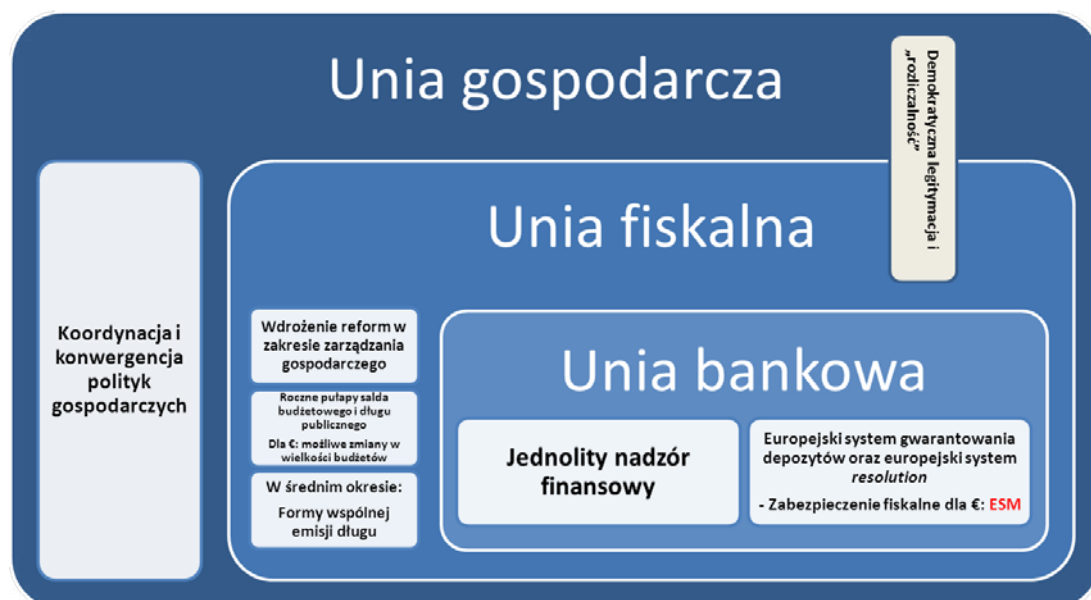 Unia gospodarcza
Demokratyczna legitymacja i
„rozliczalność”
Unia fiskalna
Koordynacja i
konwergencja
polityk
gospodarczych
Wdrożenie reform w
zakresie zarządzania
gospodarczego
Roczne pułapy salda
budżetowego i długu
publicznego
Dla €: możliwe zmiany w
wielkości budżetów
W średnim okresie:
Formy wspólnej
emisji długu
Unia bankowa
Jednolity nadzór
finansowy
Europejski system gwarantowania
depozytów oraz europejski system
resolution
- Zabezpieczenie fiskalne dla €: ESM